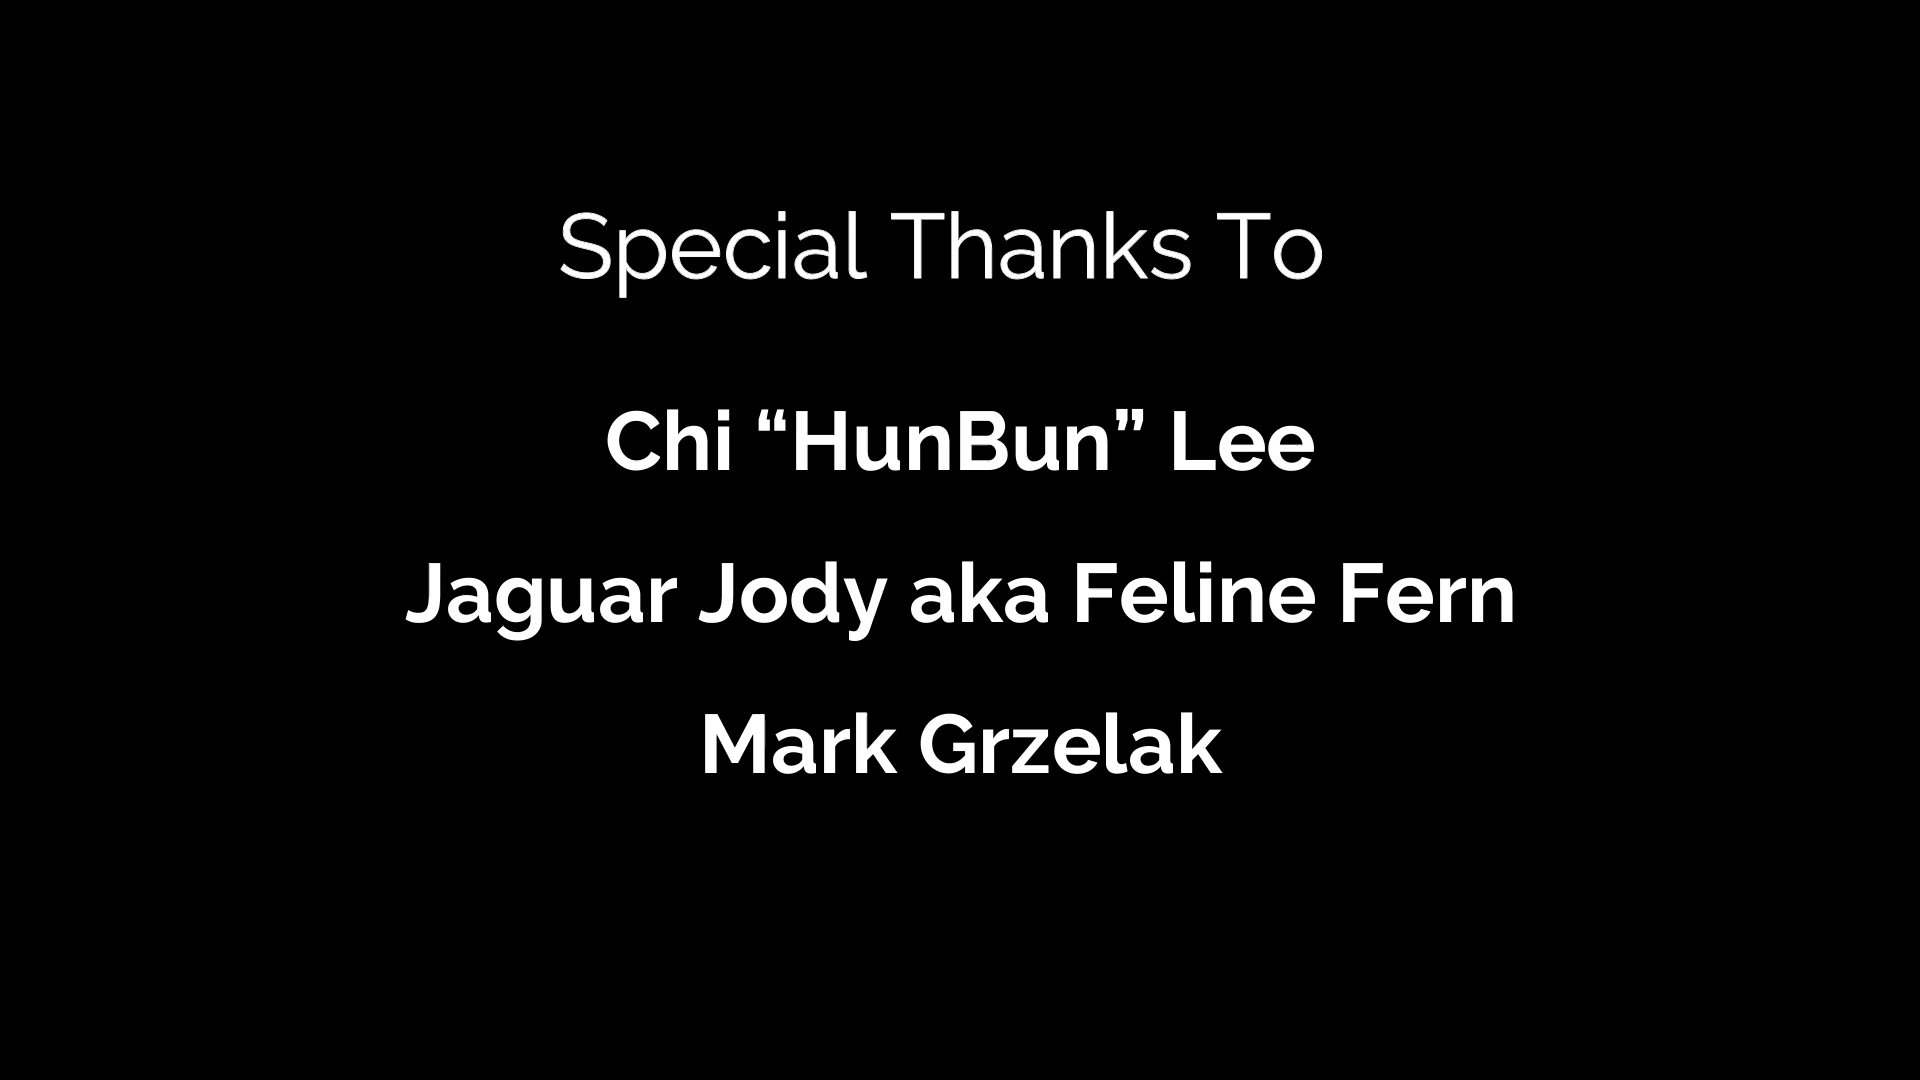 Special Thanks To
Chi “HunBun” Lee
Jaguar Jody aka Feline Fern
Mark Grzelak